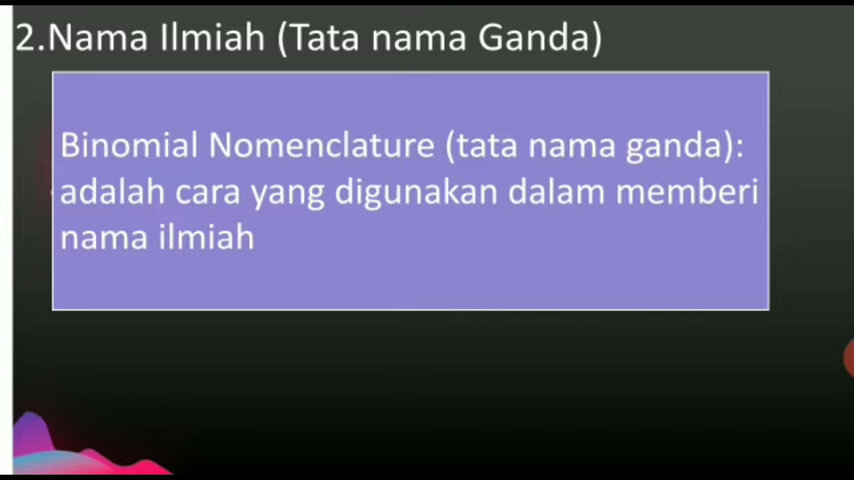 2.Nama Ilmiah (Tata nama Ganda)
Binomial Nomenclature (tata nama ganda):
adalah cara yang digunakan dalam memberi
nama ilmiah